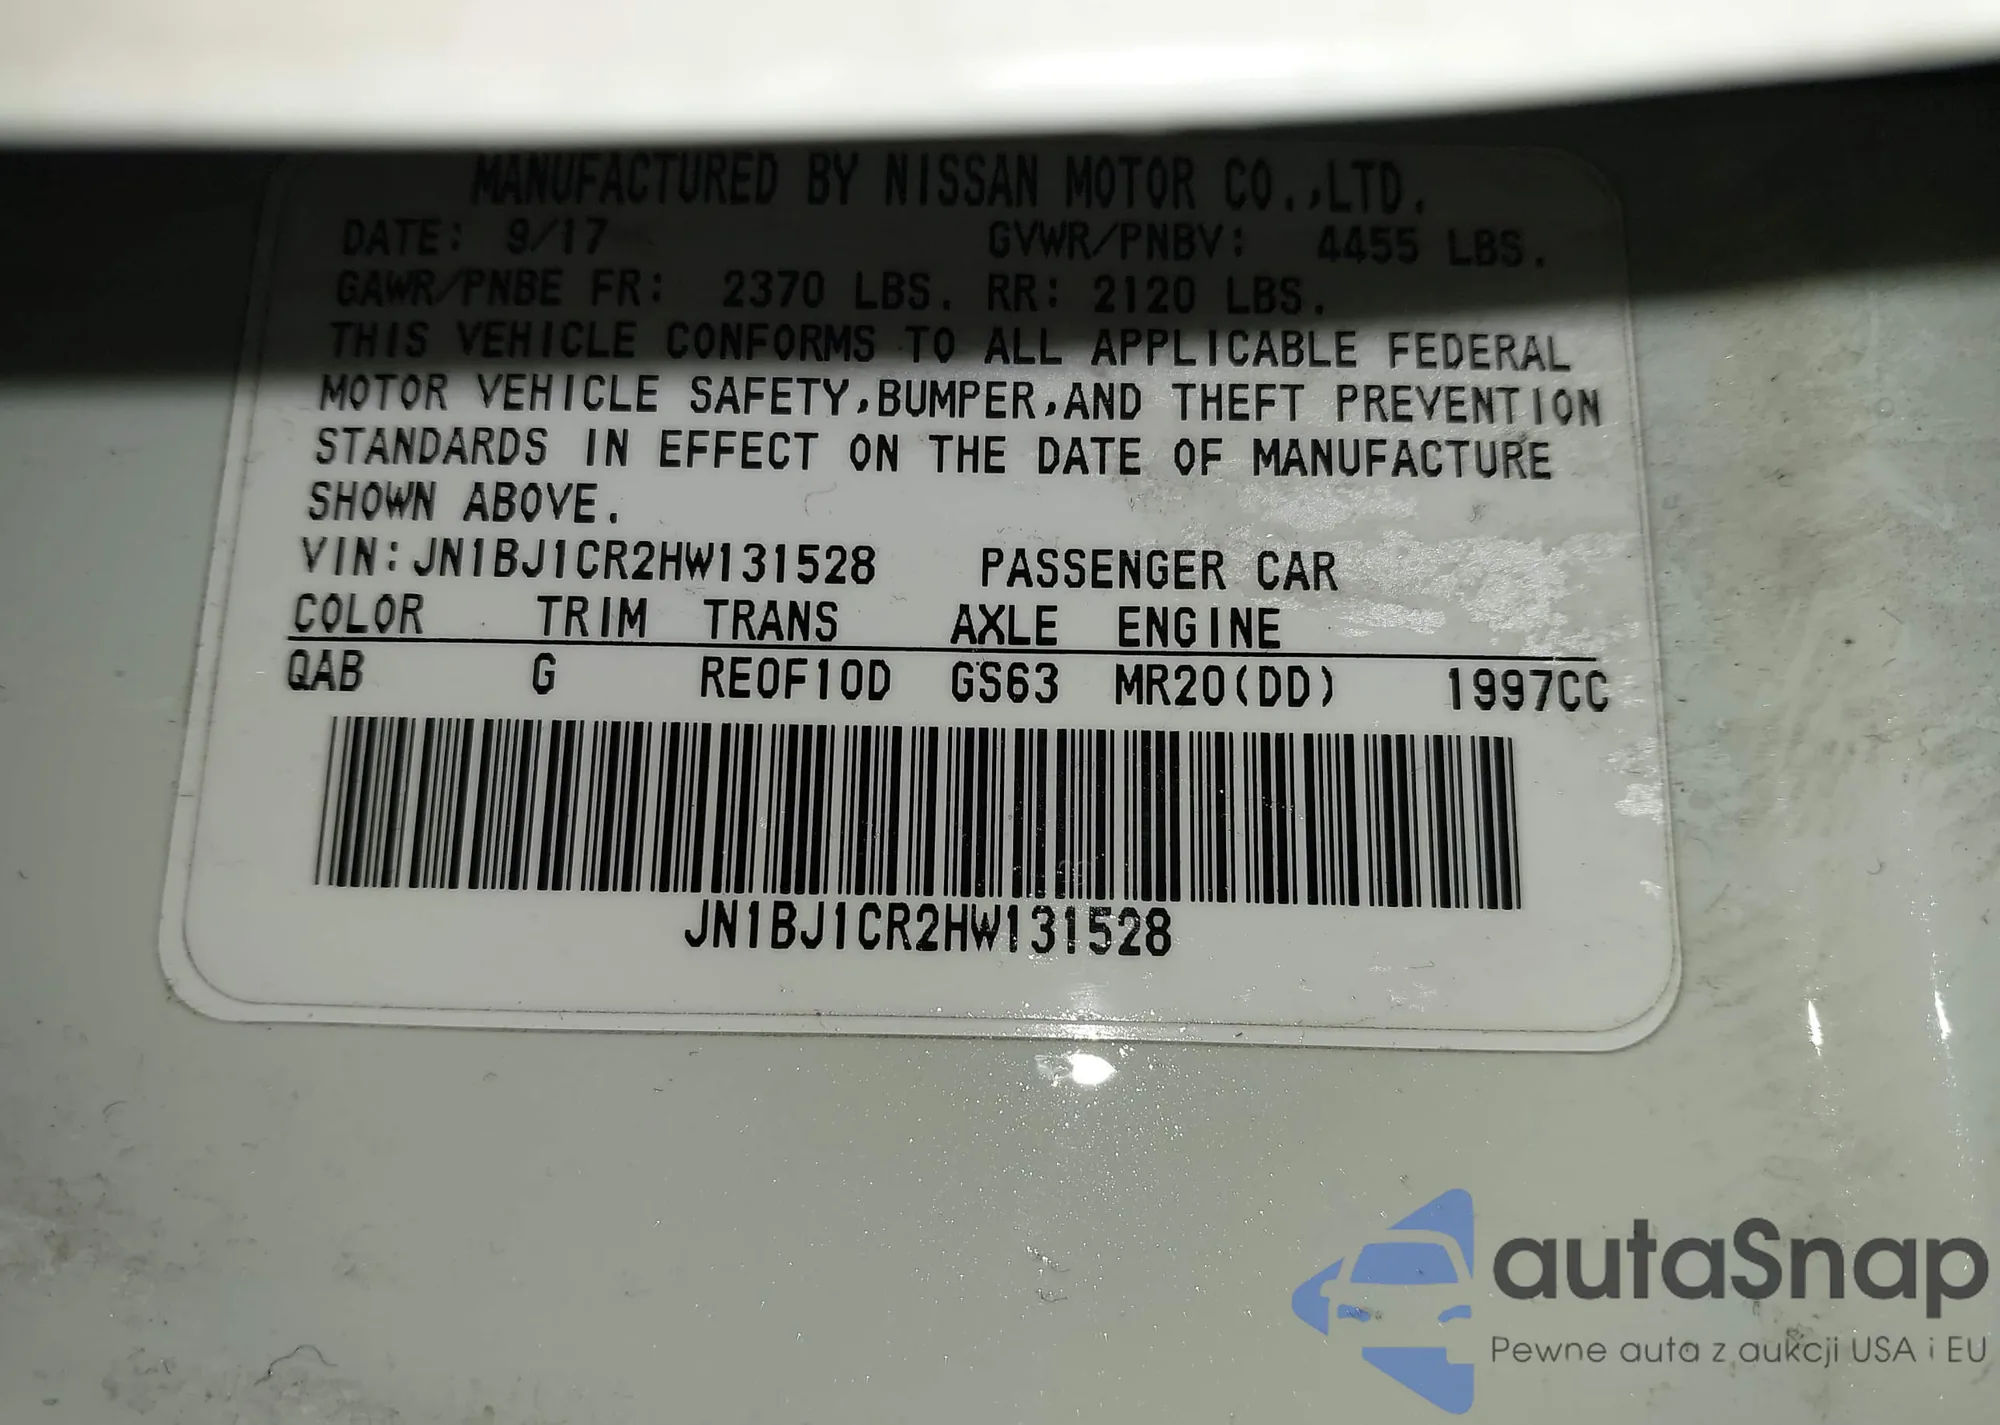 MANUFACTURED BY NISSAN MOTOR CO.,LTD.
DATE: 9/17 GVWR/PNBV: 4455 LBS.
GAWR/PNBE FR: 2370 LBS. RR: 2120 LBS.
THIS VEHICLE CONFORMS TO ALL APPLICABLE FEDERAL
MOTOR VEHICLE SAFETY,BUMPER,AND THEFT PREVENTION
STANDARDS IN EFFECT ON THE DATE OF MANUFACTURE
SHOWN ABOVE.
VIN:JN1BJ1CR2HW131528 PASSENGER CAR
COLOR TRIM TRANS AXLE ENGINE
QAB G RE0F10D GS63 MR20(DD) 1997CC
JN1BJ1CR2HW131528
autaSnap
Pewne auta z aukcji USA i EU